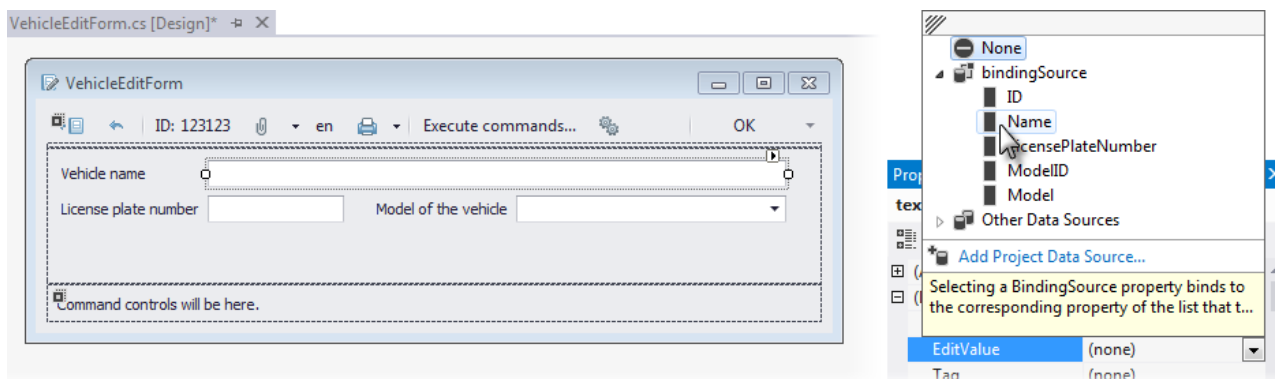 VehicleEditForm.cs [Design]*
VehicleEditForm
ID: 123123 en Execute commands... OK
Vehicle name
License plate number Model of the vehicle
Command controls will be here.
None
bindingSource
ID
Name
LicensePlateNumber
ModelID
Model
Other Data Sources
Add Project Data Source...
Selecting a BindingSource property binds to
the corresponding property of the list that t...
EditValue (none)
Tag (none)